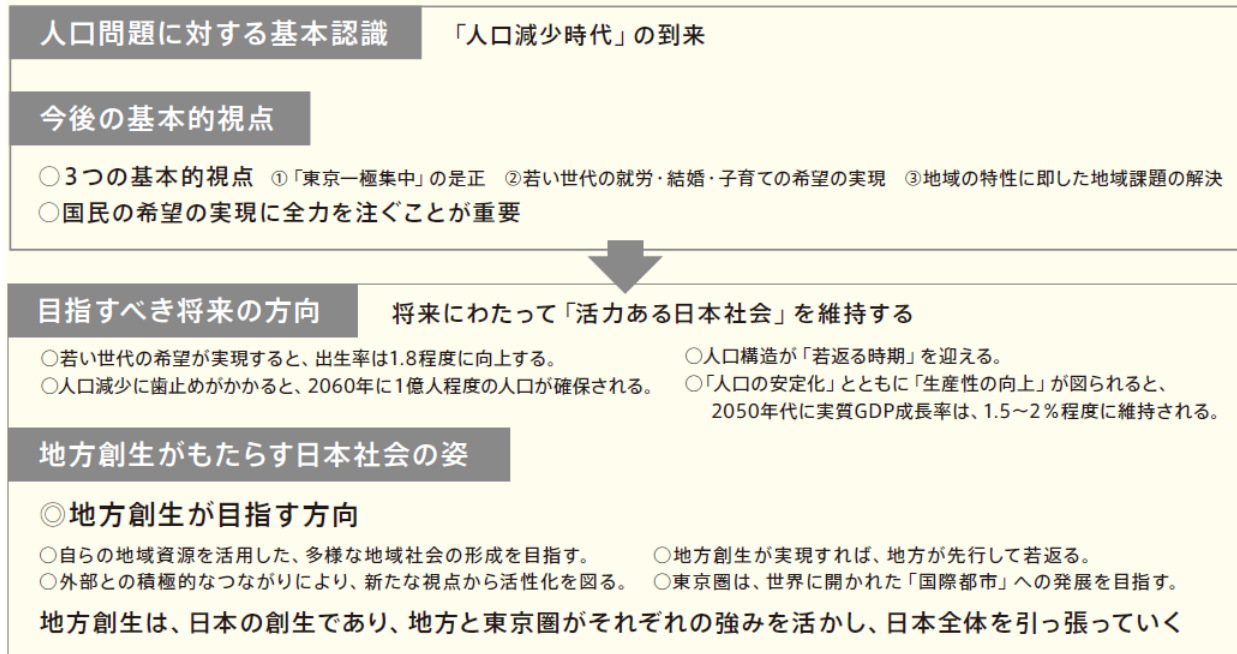 人口問題に対する基本認識 「人口減少時代」の到来
今後の基本的視点
○3つの基本的視点 ①「東京一極集中」の是正 ②若い世代の就労・結婚・子育ての希望の実現 ③地域の特性に即した地域課題の解決
○国民の希望の実現に全力を注ぐことが重要
目指すべき将来の方向 将来にわたって「活力ある日本社会」を維持する
○若い世代の希望が実現すると、出生率は1.8程度に向上する。
○人口減少に歯止めがかかると、2060年に1億人程度の人口が確保される。
○人口構造が「若返る時期」を迎える。
○「人口の安定化」とともに「生産性の向上」が図られると、
2050年代に実質GDP成長率は、1.5～2％程度に維持される。
地方創生がもたらす日本社会の姿
◎地方創生が目指す方向
○自らの地域資源を活用した、多様な地域社会の形成を目指す。
○外部との積極的なつながりにより、新たな視点から活性化を図る。
○地方創生が実現すれば、地方が先行して若返る。
○東京圏は、世界に開かれた「国際都市」への発展を目指す。
地方創生は、日本の創生であり、地方と東京圏がそれぞれの強みを活かし、日本全体を引っ張っていく